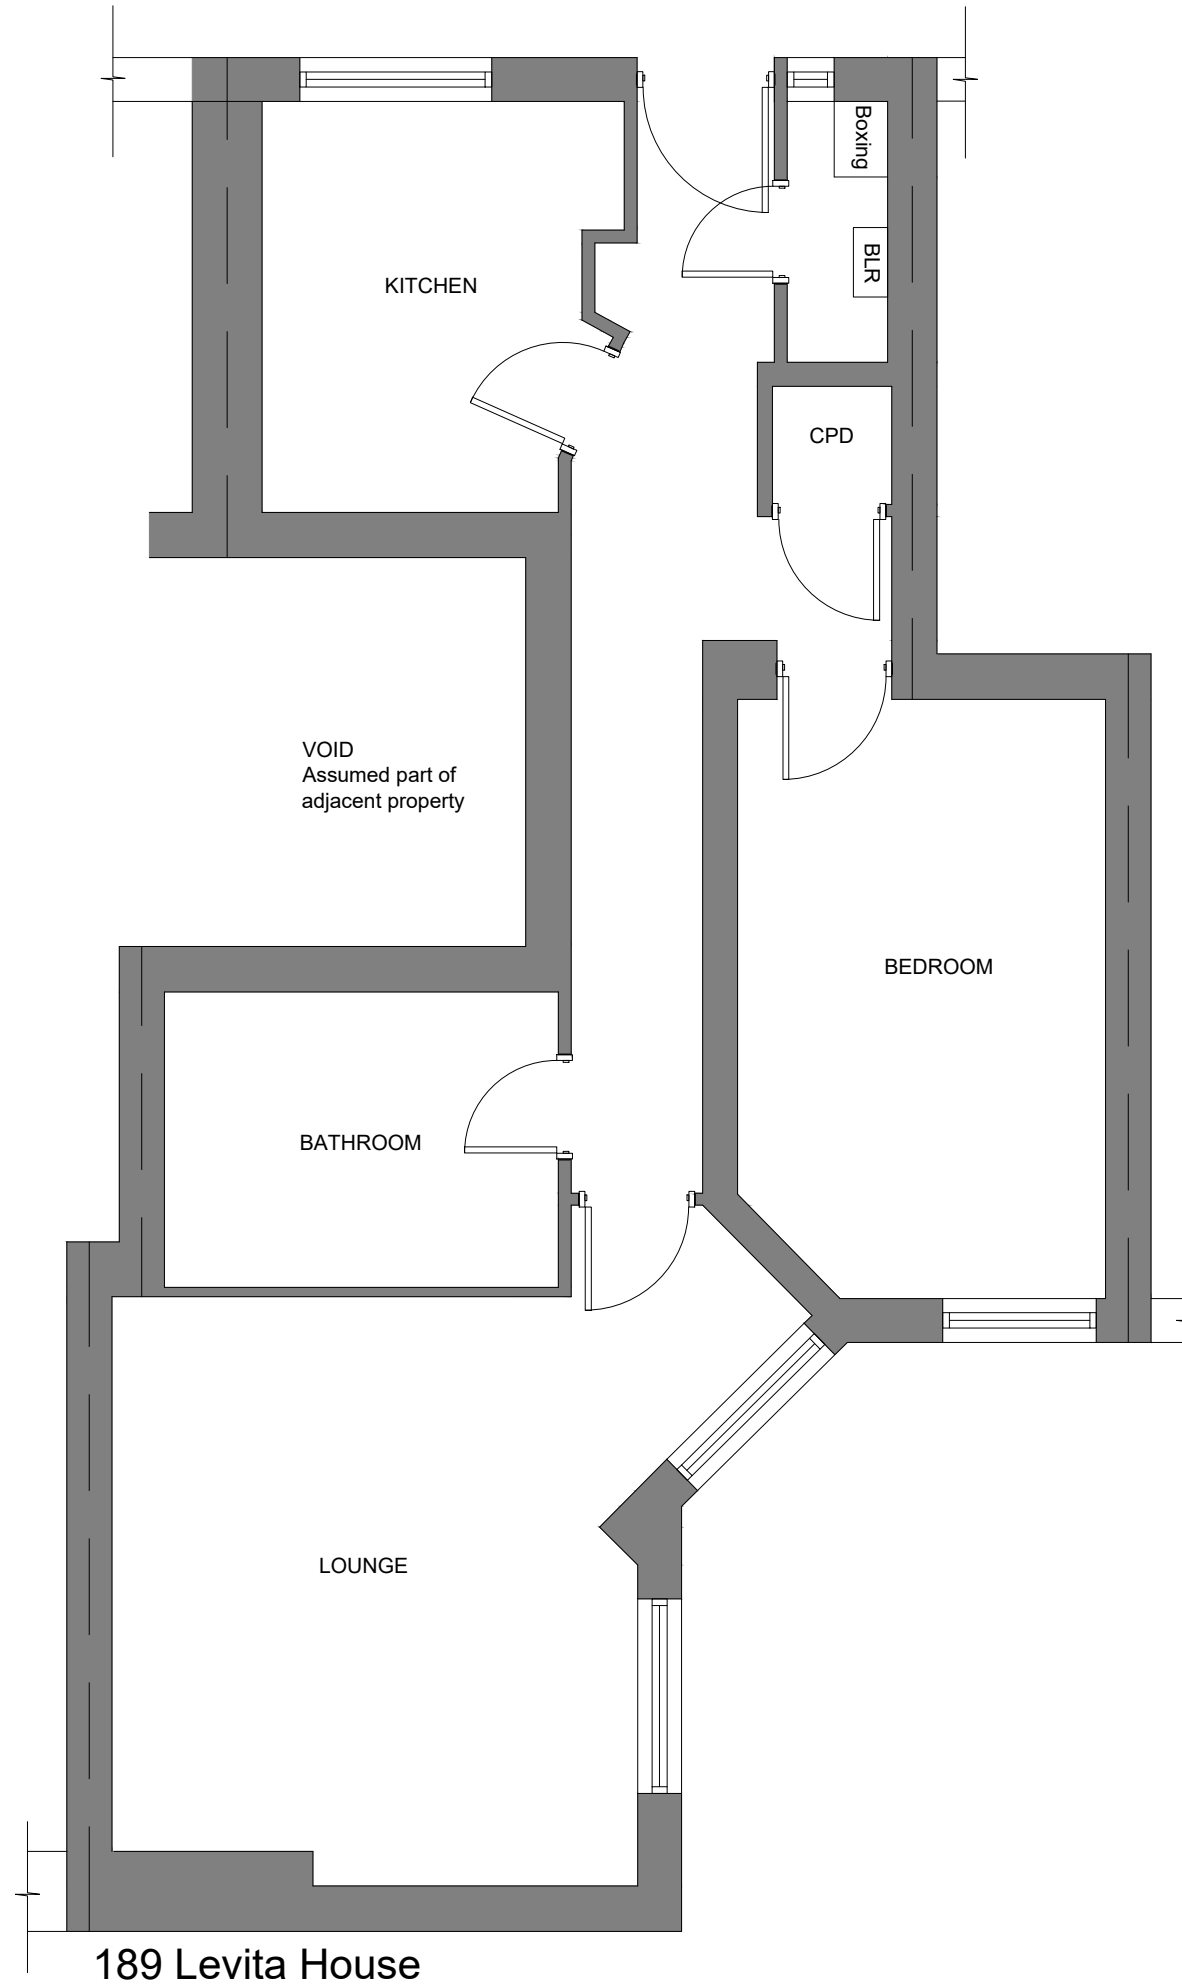 Boxing
BLR
KITCHEN
CPD
VOID
Assumed part of
adjacent property
BEDROOM
BATHROOM
LOUNGE
189 Levita House